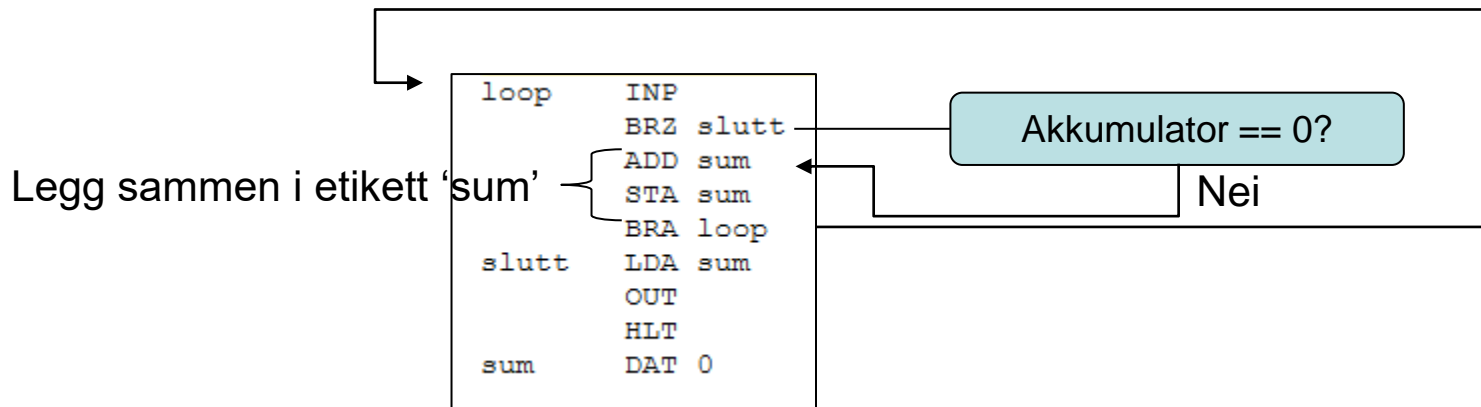 loop INP
BRZ slutt
ADD sum
STA sum
BRA loop
slutt LDA sum
OUT
HLT
sum DAT 0
Akkumulator == 0?
Nei
Legg sammen i etikett ‘sum’